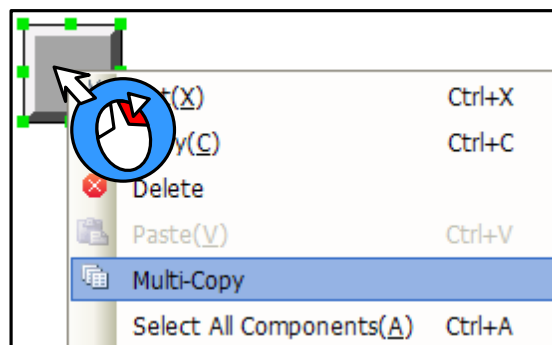 t(X) Ctrl+X
y(C) Ctrl+C
Delete
Paste(V) Ctrl+V
Multi-Copy
Select All Components(A) Ctrl+A